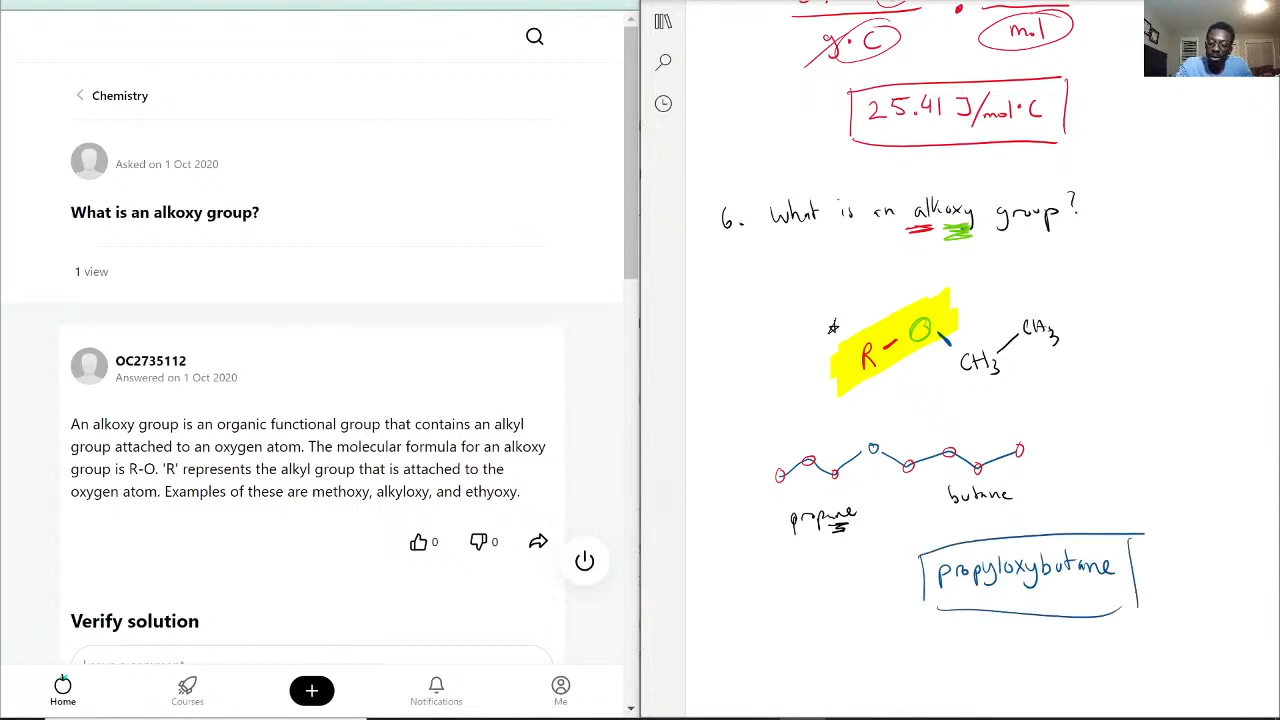 Chemistry
Asked on 1 Oct 2020
What is an alkoxy group?
1 view
OC2735112
Answered on 1 Oct 2020
An alkoxy group is an organic functional group that contains an alkyl
group attached to an oxygen atom. The molecular formula for an alkoxy
group is R-O. 'R' represents the alkyl group that is attached to the
oxygen atom. Examples of these are methoxy, alkyloxy, and ethyoxy.
0
0
Verify solution
Leave a comment
Home
Courses
Notifications
Me
g·C
mol
25.41 J/mol·C
6. What is an alkoxy group?
R-O
CH3
CH3
O
propane
butane
propyloxybutane